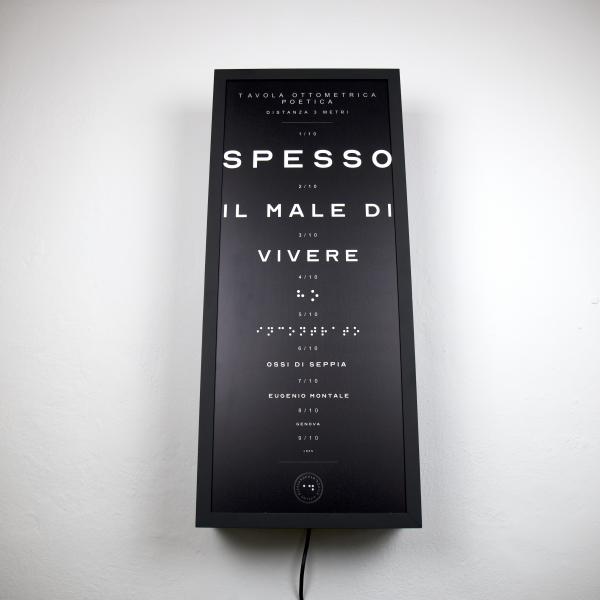 TAVOLA OTTOMETRICA
POETICA
DISTANZA 3 METRI
1/10
SPESSO
2/10
IL MALE DI
3/10
VIVERE
4/10
⠓⠕
5/10
⠊⠝⠉⠕⠝⠞⠗⠁⠞⠕
6/10
OSSI DI SEPPIA
7/10
EUGENIO MONTALE
8/10
GENOVA
9/10